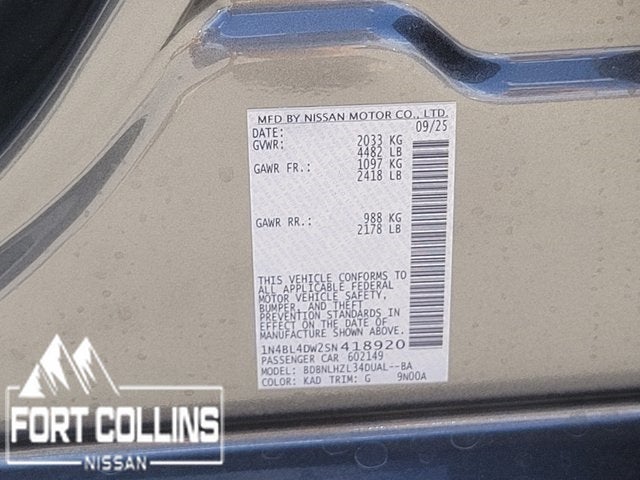 MFD BY NISSAN MOTOR CO., LTD.
DATE: 09/25
GVWR: 2033 KG
4482 LB
GAWR FR.: 1097 KG
2418 LB
GAWR RR.: 988 KG
2178 LB
THIS VEHICLE CONFORMS TO
ALL APPLICABLE FEDERAL
MOTOR VEHICLE SAFETY,
BUMPER, AND THEFT
PREVENTION STANDARDS IN
EFFECT ON THE DATE OF
MANUFACTURE SHOWN ABOVE.
1N4BL4DW2SN418920
PASSENGER CAR 602149
MODEL: BDBNLHZL34DUAL--BA
COLOR: KAD TRIM: G 9N00A
FORT COLLINS
NISSAN